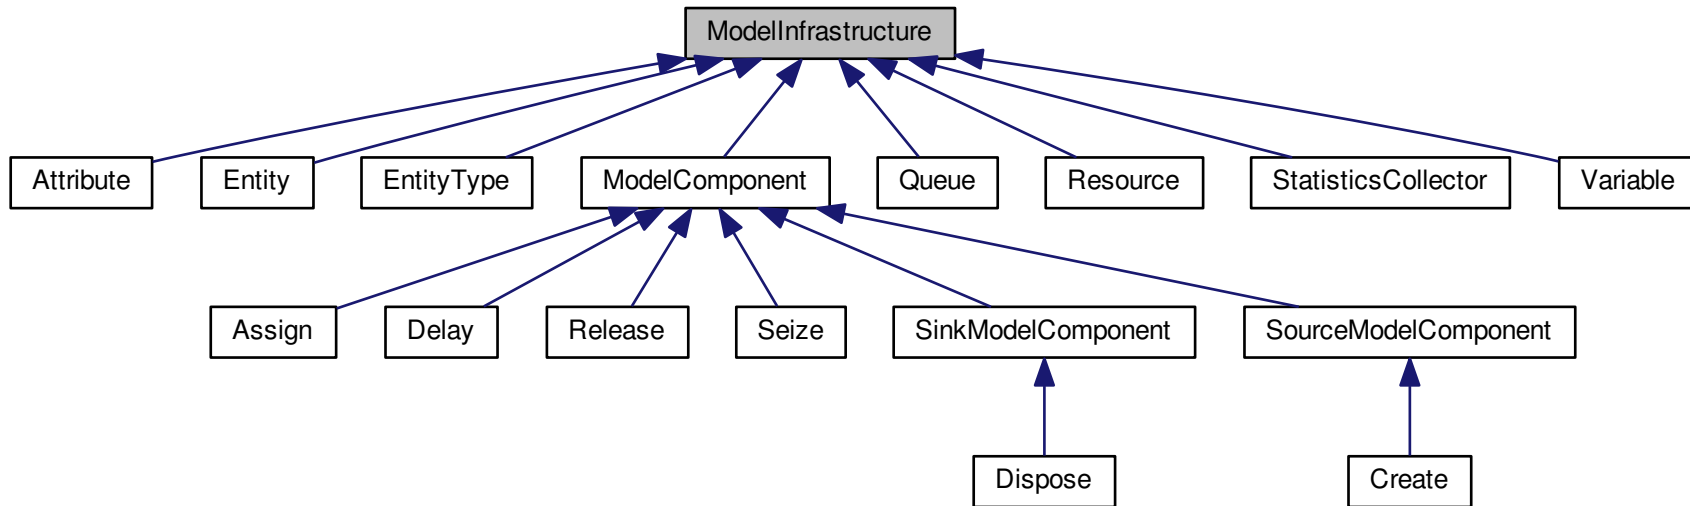 ModelInfrastructure
Attribute
Entity
EntityType
ModelComponent
Queue
Resource
StatisticsCollector
Variable
Assign
Delay
Release
Seize
SinkModelComponent
SourceModelComponent
Dispose
Create